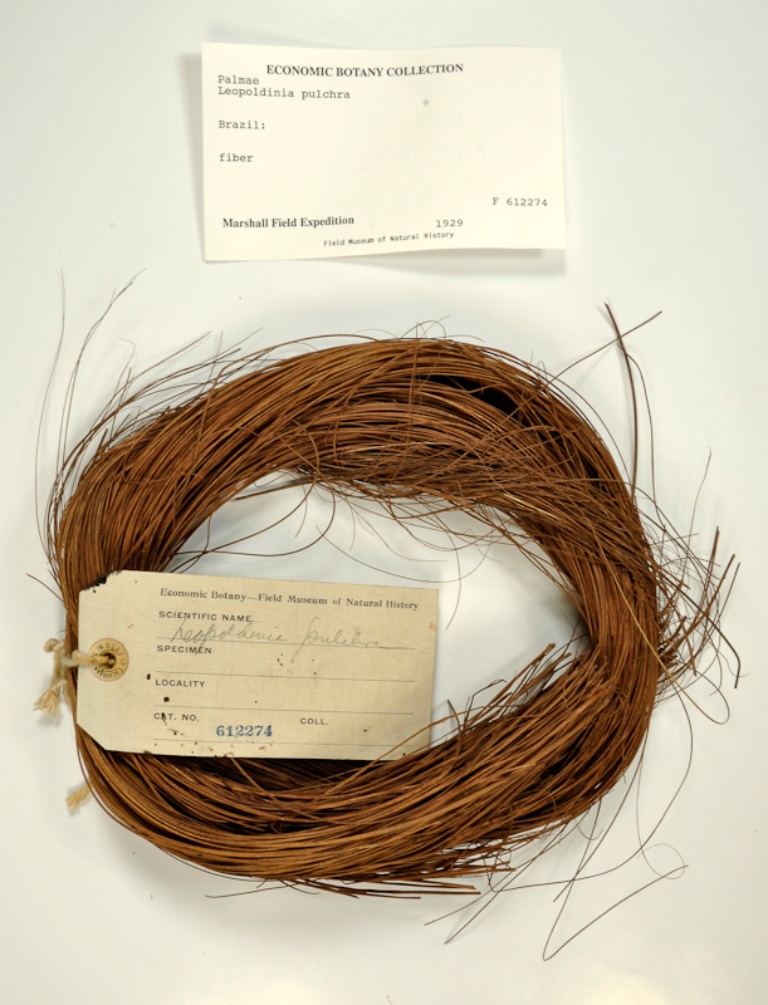 ECONOMIC BOTANY COLLECTION
Palmae
Leopoldinia pulchra
Brazil:
fiber
F 612274
Marshall Field Expedition 1929
Field Museum of Natural History
Economic Botany—Field Museum of Natural History
SCIENTIFIC NAME
Leopoldinia pulchra
SPECIMEN
LOCALITY
CAT. NO. 612274 COLL.